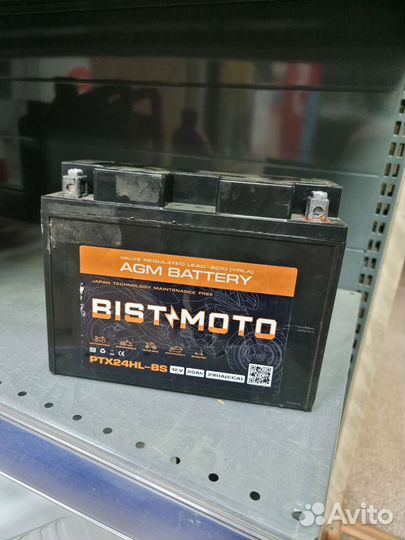 VALVE REGULATED LEAD-ACID (VRLA)
AGM BATTERY
JAPAN TECHNOLOGY MAINTENANCE FREE
BIST MOTO
PTX24HL-BS 12V 20Ah 280A(CCA)
Avito